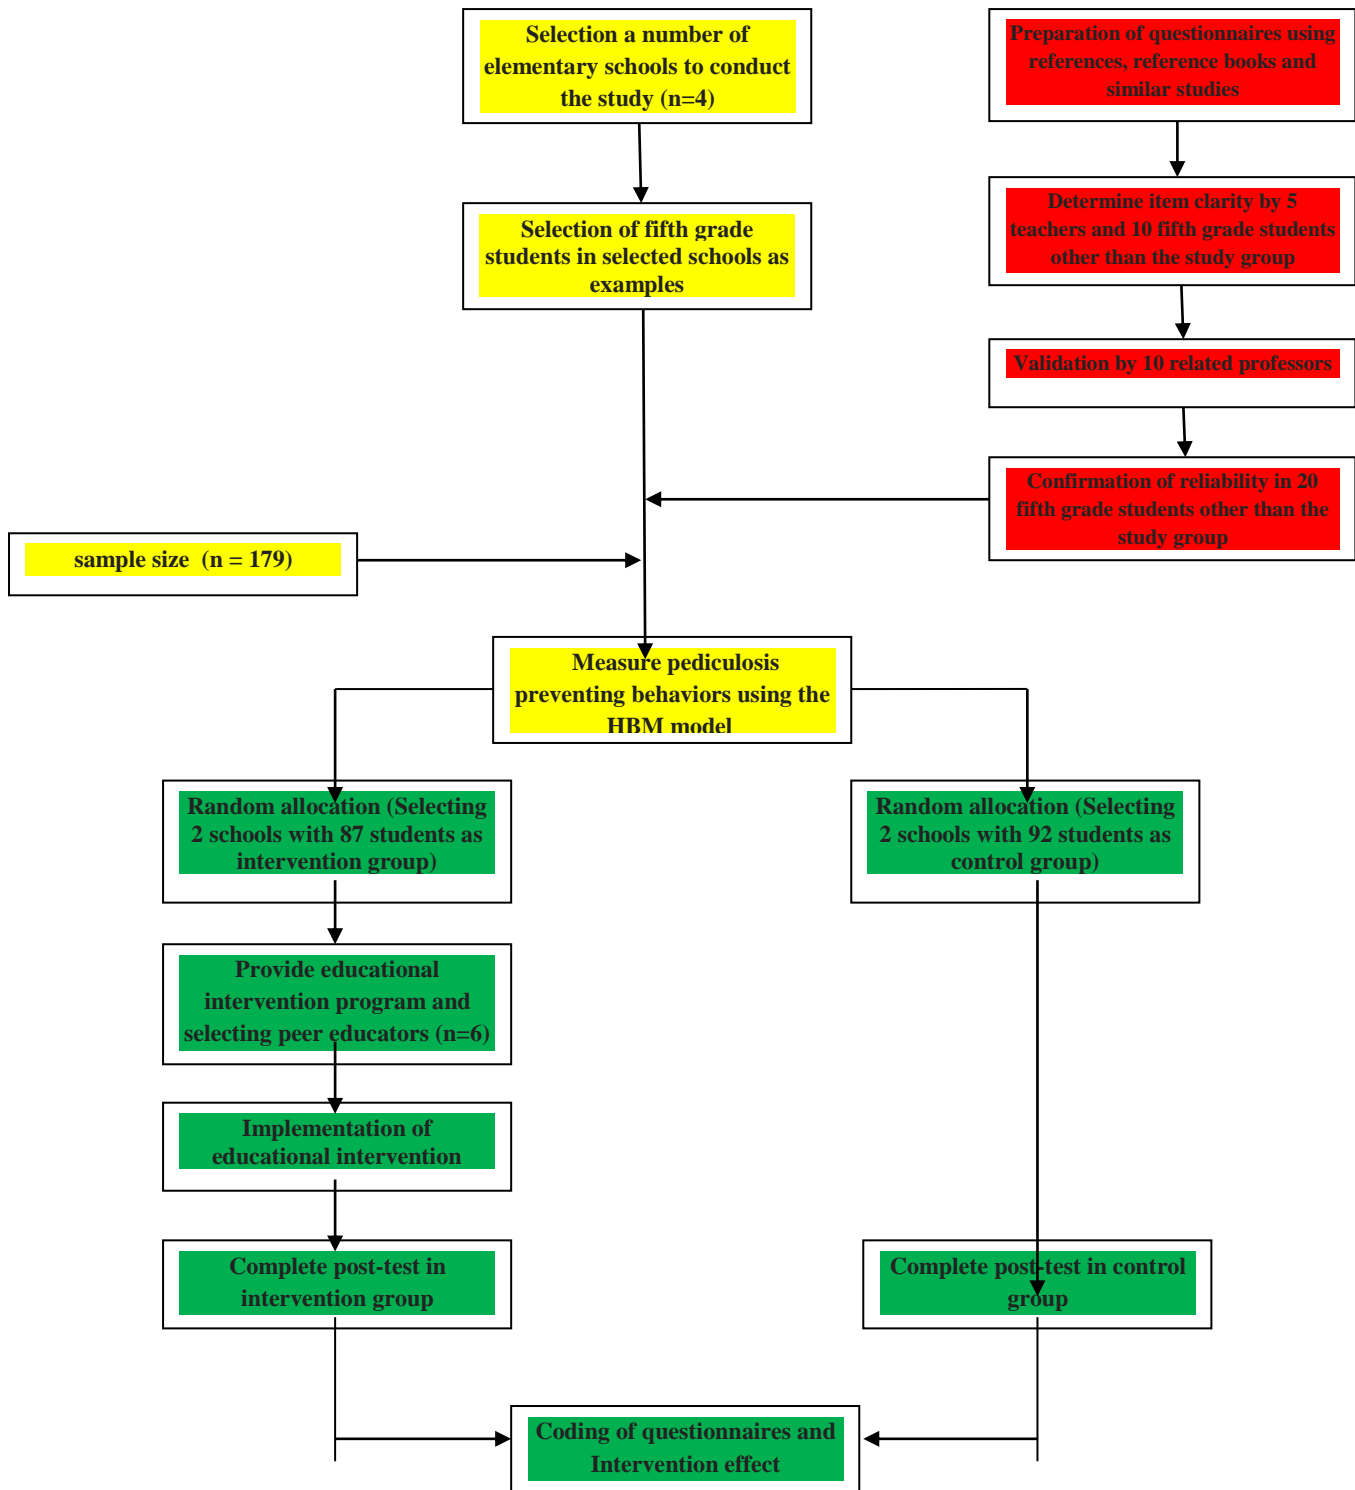 Selection a number of
elementary schools to conduct
the study (n=4)
Preparation of questionnaires using
references, reference books and
similar studies
Determine item clarity by 5
teachers and 10 fifth grade students
other than the study group
Selection of fifth grade
students in selected schools as
examples
Validation by 10 related professors
Confirmation of reliability in 20
fifth grade students other than the
study group
sample size (n = 179)
Measure pediculosis
preventing behaviors using the
HBM model
Random allocation (Selecting
2 schools with 87 students as
intervention group)
Random allocation (Selecting
2 schools with 92 students as
control group)
Provide educational
intervention program and
selecting peer educators (n=6)
Implementation of
educational intervention
Complete post-test in
intervention group
Complete post-test in control
group
Coding of questionnaires and
Intervention effect